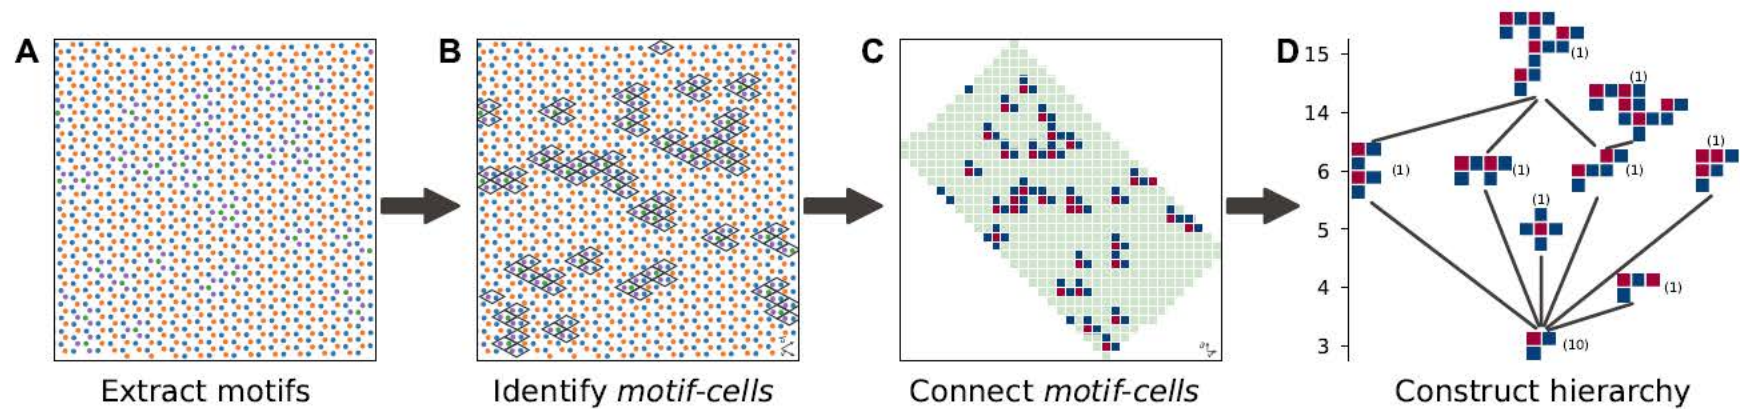 A
B
C
D
15
14
6
5
4
3
(1)
(1)
(1)
(1)
(1)
(1)
(1)
(1)
(10)
Extract motifs
Identify motif-cells
Connect motif-cells
Construct hierarchy